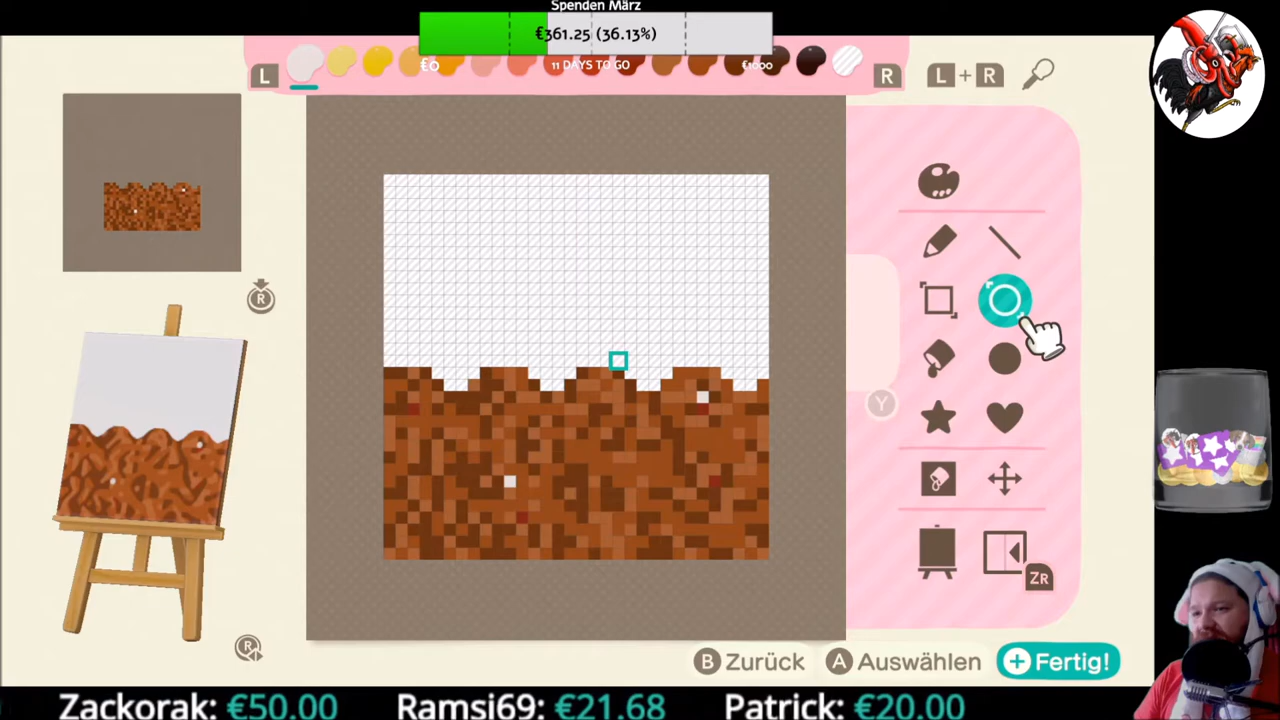 Spenden März
€361.25 (36.13%)
€0
11 DAYS TO GO
€1000
L
R
L + R
R
Y
R
ZR
B Zurück
A Auswählen
+ Fertig!
Zackorak: €50.00
Ramsi69: €21.68
Patrick: €20.00